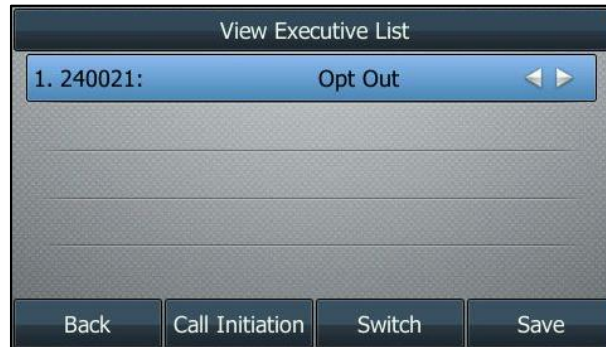 View Executive List
1. 240021: Opt Out
Back Call Initiation Switch Save